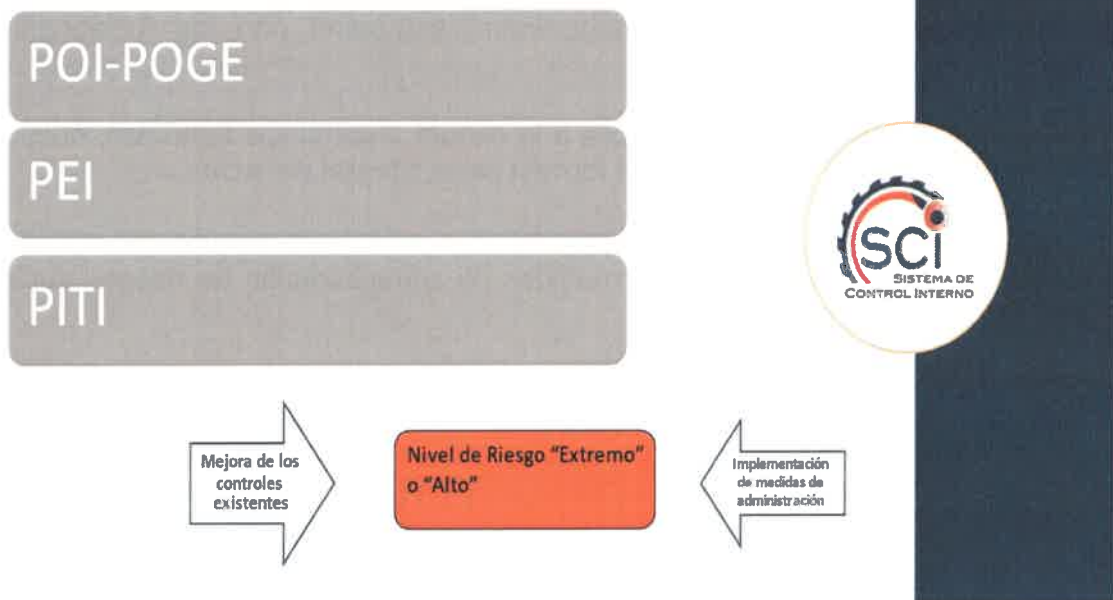 POI-POGE
PEI
PITI
SCI
SISTEMA DE
CONTROL INTERNO
Mejora de los
controles
existentes
Nivel de Riesgo "Extremo"
o "Alto"
Implementación
de medidas de
administración